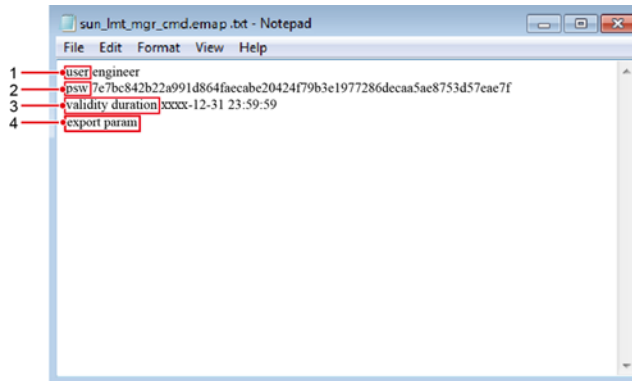 sun_lmt_mgr_cmd.emap .txt - Notepad
File Edit Format View Help
1 user engineer
2 psw 7e7bc842b22a991d864faecabe20424f79b3e1977286decaa5ae8753d57eae7f
3 validity duration xxxx-12-31 23:59:59
4 export param